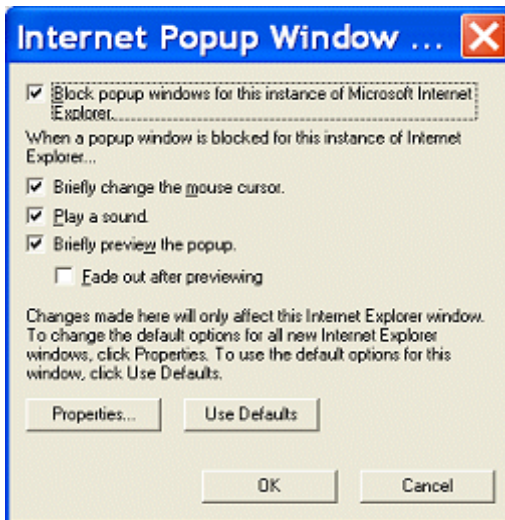 Internet Popup Window ...
Block popup windows for this instance of Microsoft Internet
Explorer.
When a popup window is blocked for this instance of Internet
Explorer...
Briefly change the mouse cursor.
Play a sound.
Briefly preview the popup.
Fade out after previewing
Changes made here will only affect this Internet Explorer window.
To change the default options for all new Internet Explorer
windows, click Properties. To use the default options for this
window, click Use Defaults.
Properties... Use Defaults
OK Cancel